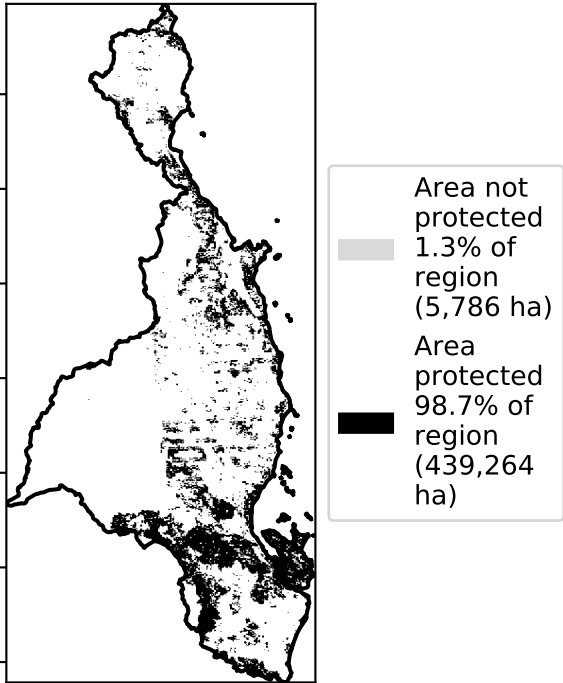 Area not
protected
1.3% of
region
(5,786 ha)
Area
protected
98.7% of
region
(439,264
ha)